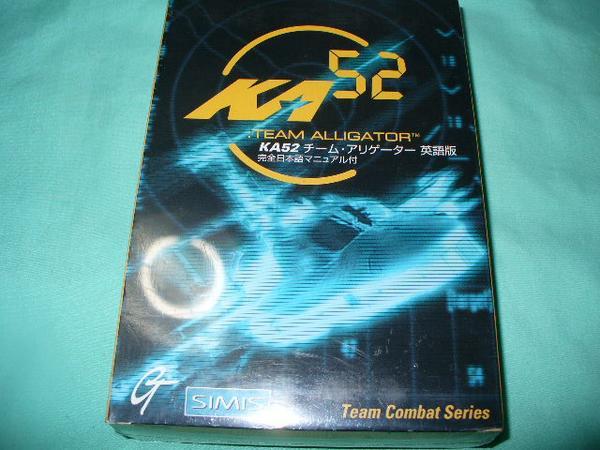 KA52
TEAM ALLIGATOR™
KA52 チーム・アリゲーター 英語版
完全日本語マニュアル付
GT
SIMIS
Team Combat Series